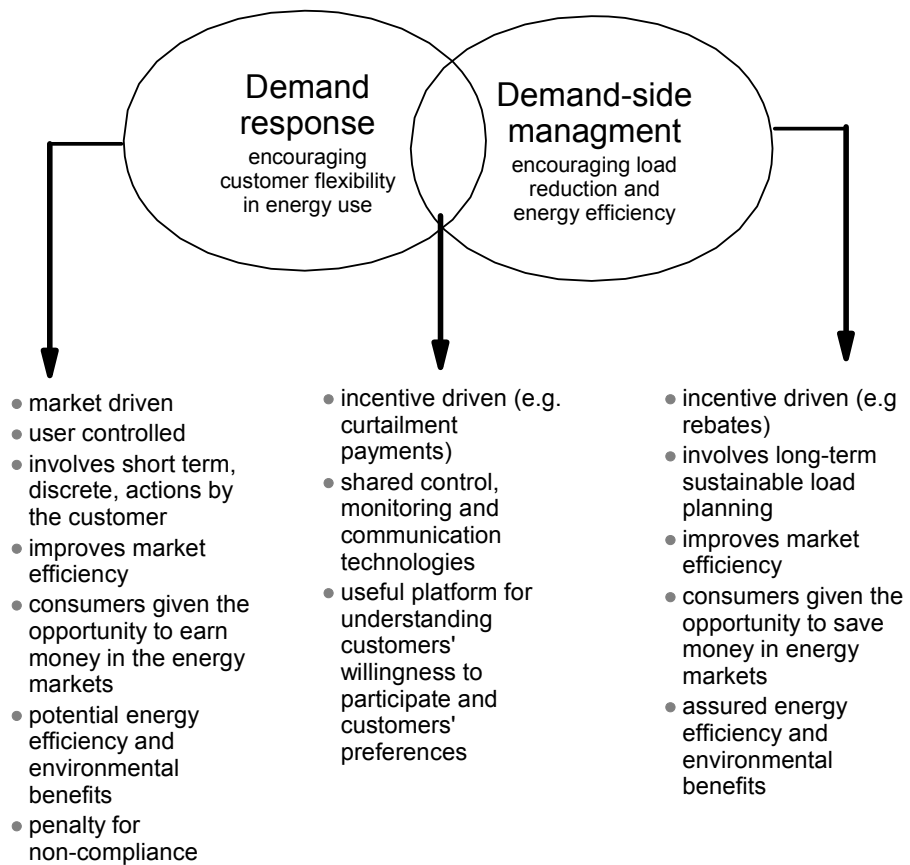 Demand
response
encouraging
customer flexibility
in energy use
Demand-side
managment
encouraging load
reduction and
energy efficiency
• market driven
• user controlled
• involves short term,
discrete, actions by
the customer
• improves market
efficiency
• consumers given the
opportunity to earn
money in the energy
markets
• potential energy
efficiency and
environmental
benefits
• penalty for
non-compliance
• incentive driven (e.g.
curtailment
payments)
• shared control,
monitoring and
communication
technologies
• useful platform for
understanding
customers'
willingness to
participate and
customers'
preferences
• incentive driven (e.g
rebates)
• involves long-term
sustainable load
planning
• improves market
efficiency
• consumers given the
opportunity to save
money in energy
markets
• assured energy
efficiency and
environmental
benefits